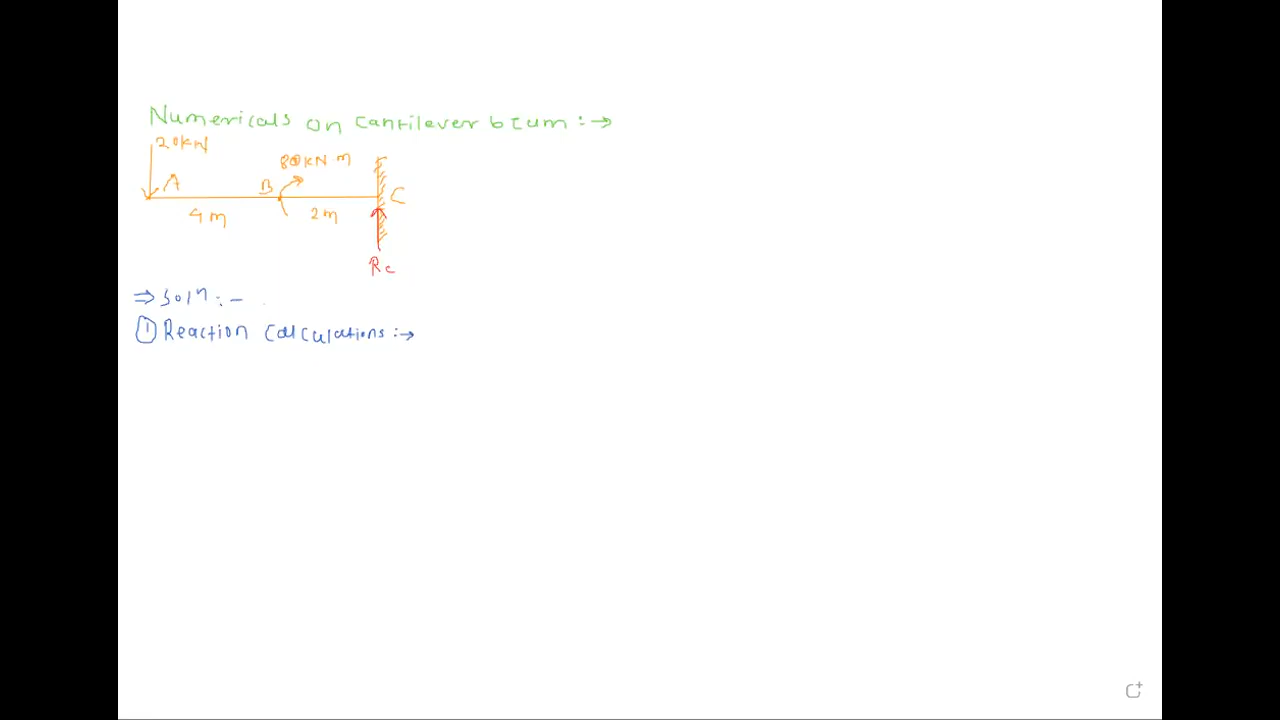 Numericals on cantilever beam :→
20kN
80kN m
A
B
C
4 m
2 m
Rc
⇒ Soln :-
① Reaction Calculations :→